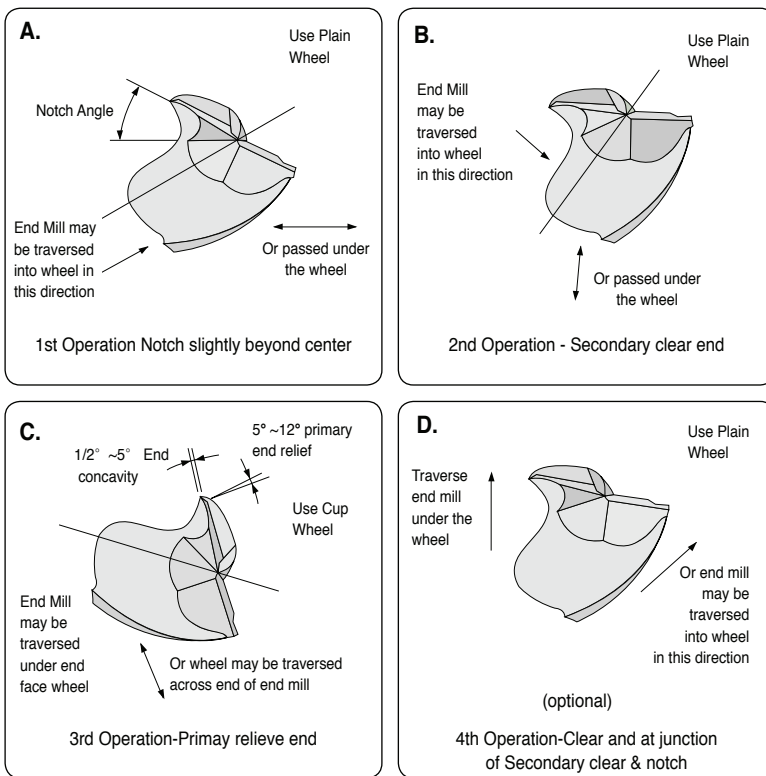 A.
Use Plain
Wheel
Notch Angle
End Mill may
be traversed
into wheel in
this direction
Or passed under
the wheel
1st Operation Notch slightly beyond center
B.
Use Plain
Wheel
End Mill
may be
traversed
into wheel
in this direction
Or passed under
the wheel
2nd Operation - Secondary clear end
C.
1/2° ~5° End
concavity
5° ~12° primary
end relief
Use Cup
Wheel
End Mill
may be
traversed
under end
face wheel
Or wheel may be traversed
across end of end mill
3rd Operation-Primay relieve end
D.
Use Plain
Wheel
Traverse
end mill
under the
wheel
Or end mill
may be
traversed
into wheel
in this direction
(optional)
4th Operation-Clear and at junction
of Secondary clear & notch